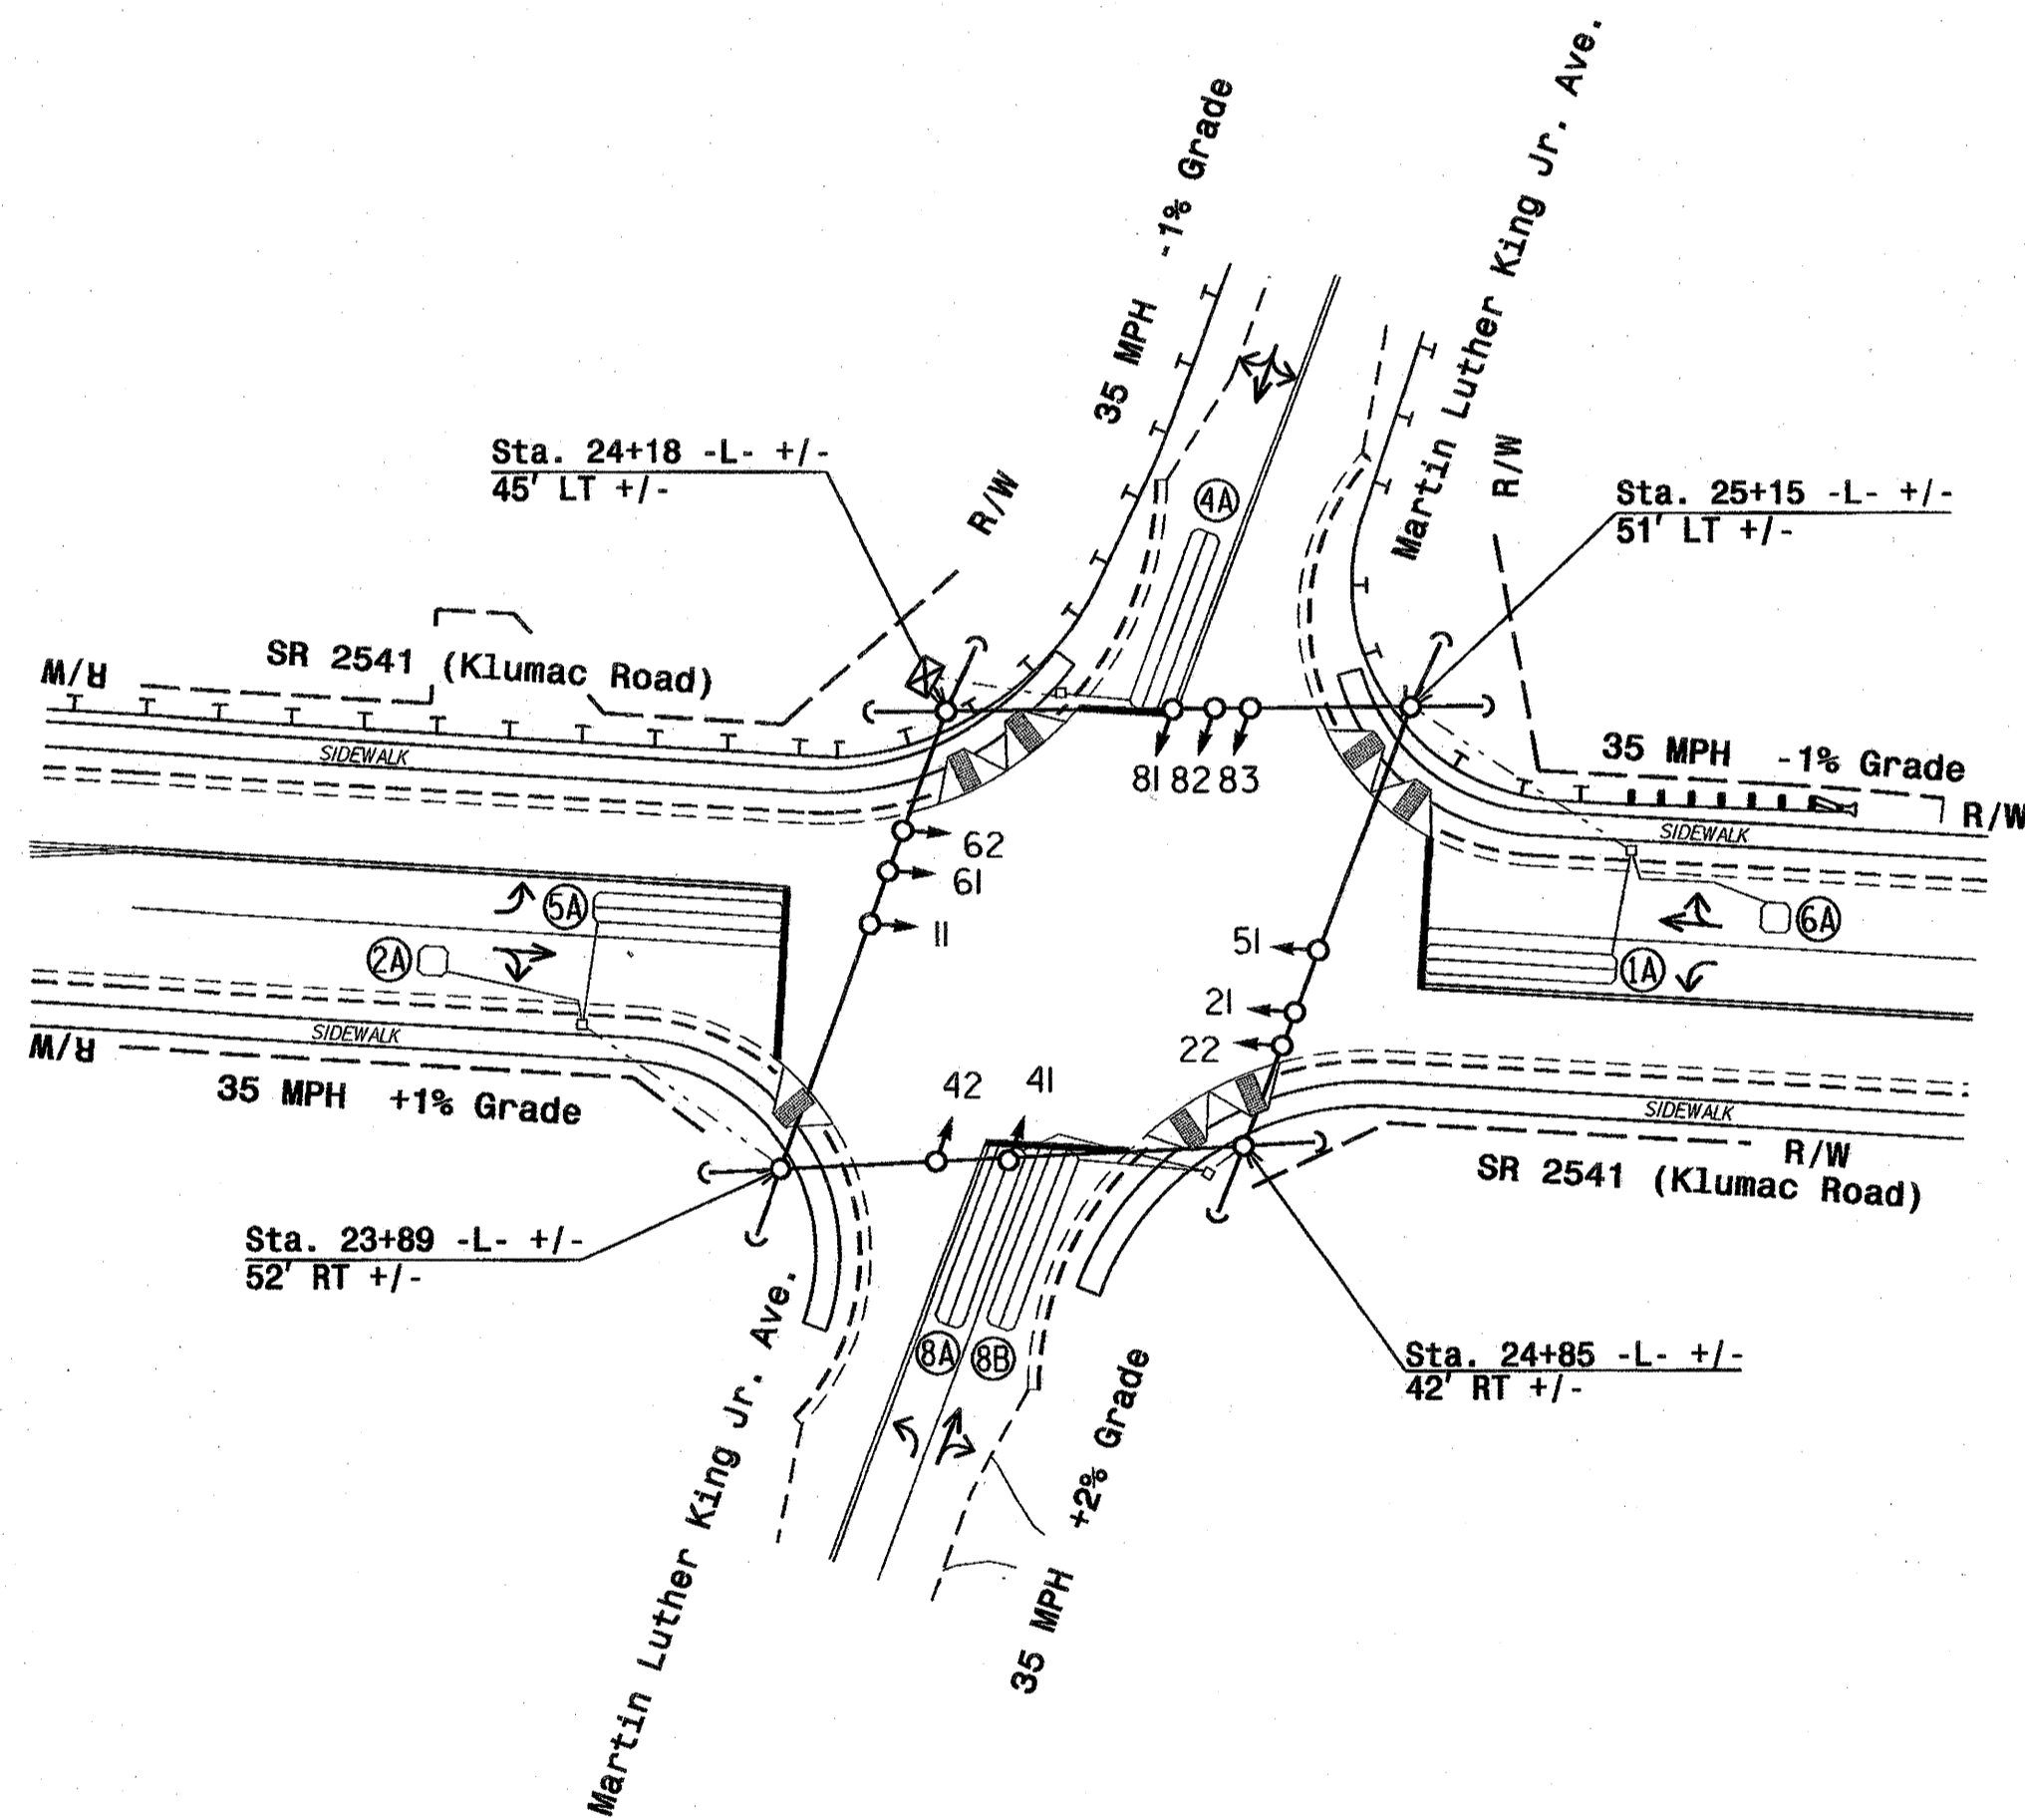 35 MPH -1% Grade
Martin Luther King Jr. Ave.
Sta. 24+18 -L- +/-
45' LT +/-
R/W
4A
R/W
Sta. 25+15 -L- +/-
51' LT +/-
R/W
SR 2541 (Klumac Road)
SIDEWALK
81 82 83
35 MPH -1% Grade
R/W
SIDEWALK
62
61
11
5A
2A
51
21
22
6A
1A
SIDEWALK
R/W
35 MPH +1% Grade
42
41
SIDEWALK
R/W
SR 2541 (Klumac Road)
Sta. 23+89 -L- +/-
52' RT +/-
8A
8B
Sta. 24+85 -L- +/-
42' RT +/-
Martin Luther King Jr. Ave.
35 MPH +2% Grade